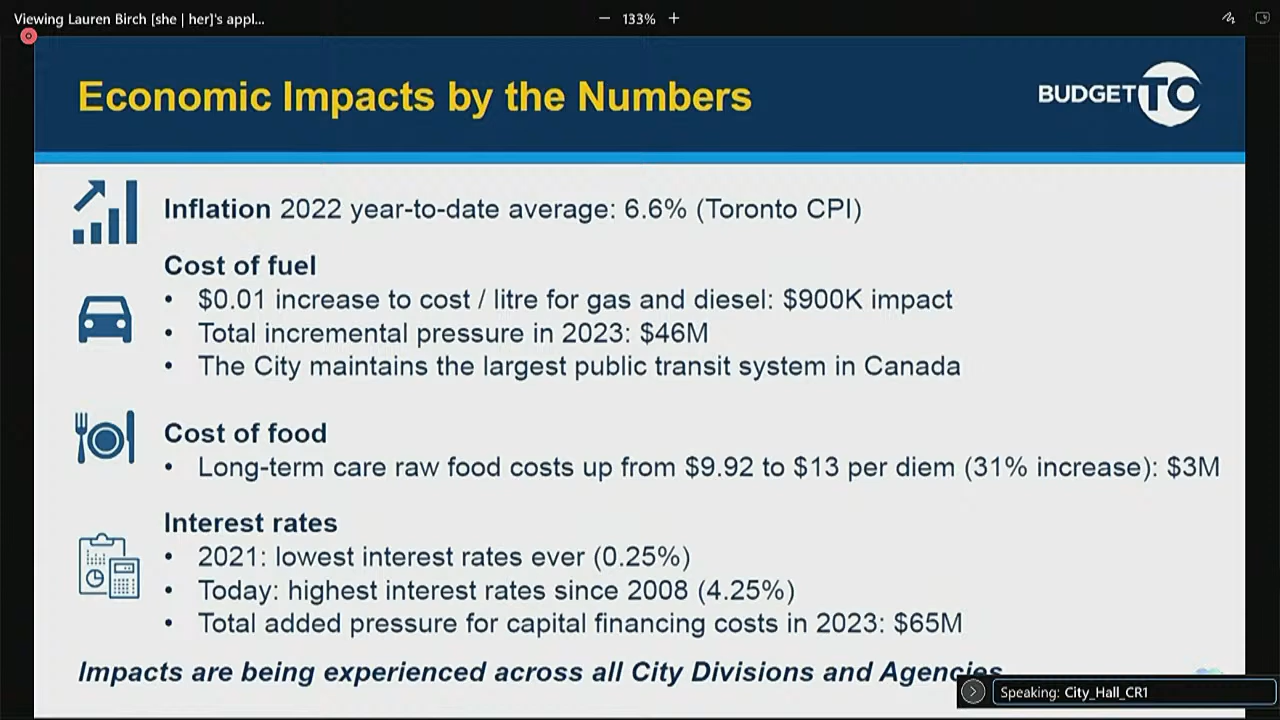 Viewing Lauren Birch [she | her]'s appl...
133%
Economic Impacts by the Numbers
BUDGETTO
Inflation 2022 year-to-date average: 6.6% (Toronto CPI)
Cost of fuel
• $0.01 increase to cost / litre for gas and diesel: $900K impact
• Total incremental pressure in 2023: $46M
• The City maintains the largest public transit system in Canada
Cost of food
• Long-term care raw food costs up from $9.92 to $13 per diem (31% increase): $3M
Interest rates
• 2021: lowest interest rates ever (0.25%)
• Today: highest interest rates since 2008 (4.25%)
• Total added pressure for capital financing costs in 2023: $65M
Impacts are being experienced across all City Divisions and Agencies
Speaking: City_Hall_CR1